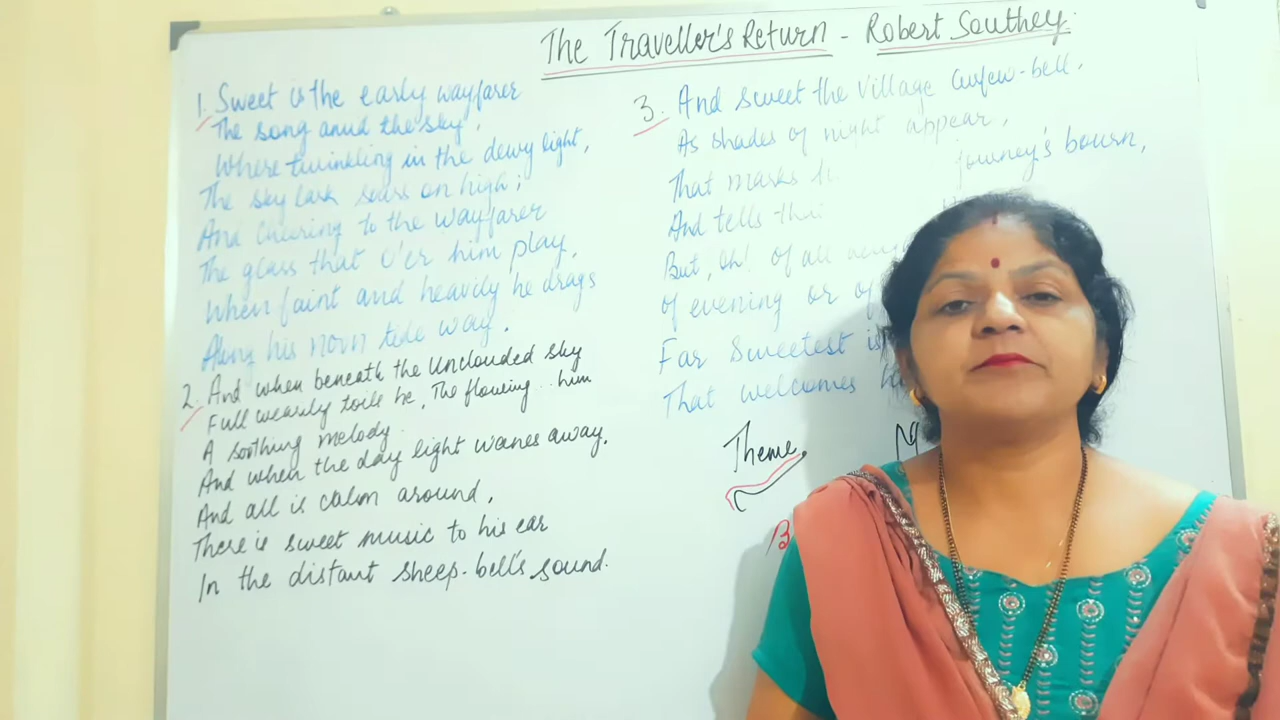 The Traveller's Return - Robert Southey.
1. Sweet is the early wayfarer
The song amid the sky,
Where twinkling in the dewy light,
The sky lark soars on high;
And cheering to the wayfarer
The glass that o'er him play,
When faint and heavily he drags
Along his noon tide way.
2. And when beneath the Unclouded sky
Full wearily toils he, The flowing .. him
A soothing melody.
And when the day light wanes away,
And all is calm around,
There is sweet music to his ear
In the distant sheep-bell's sound.
3. And sweet the village curfew-bell,
As shades of night appear,
That marks journey's bourn,
And tells
But, Oh! of all
of evening or of
Far Sweetest is
That welcomes
Theme